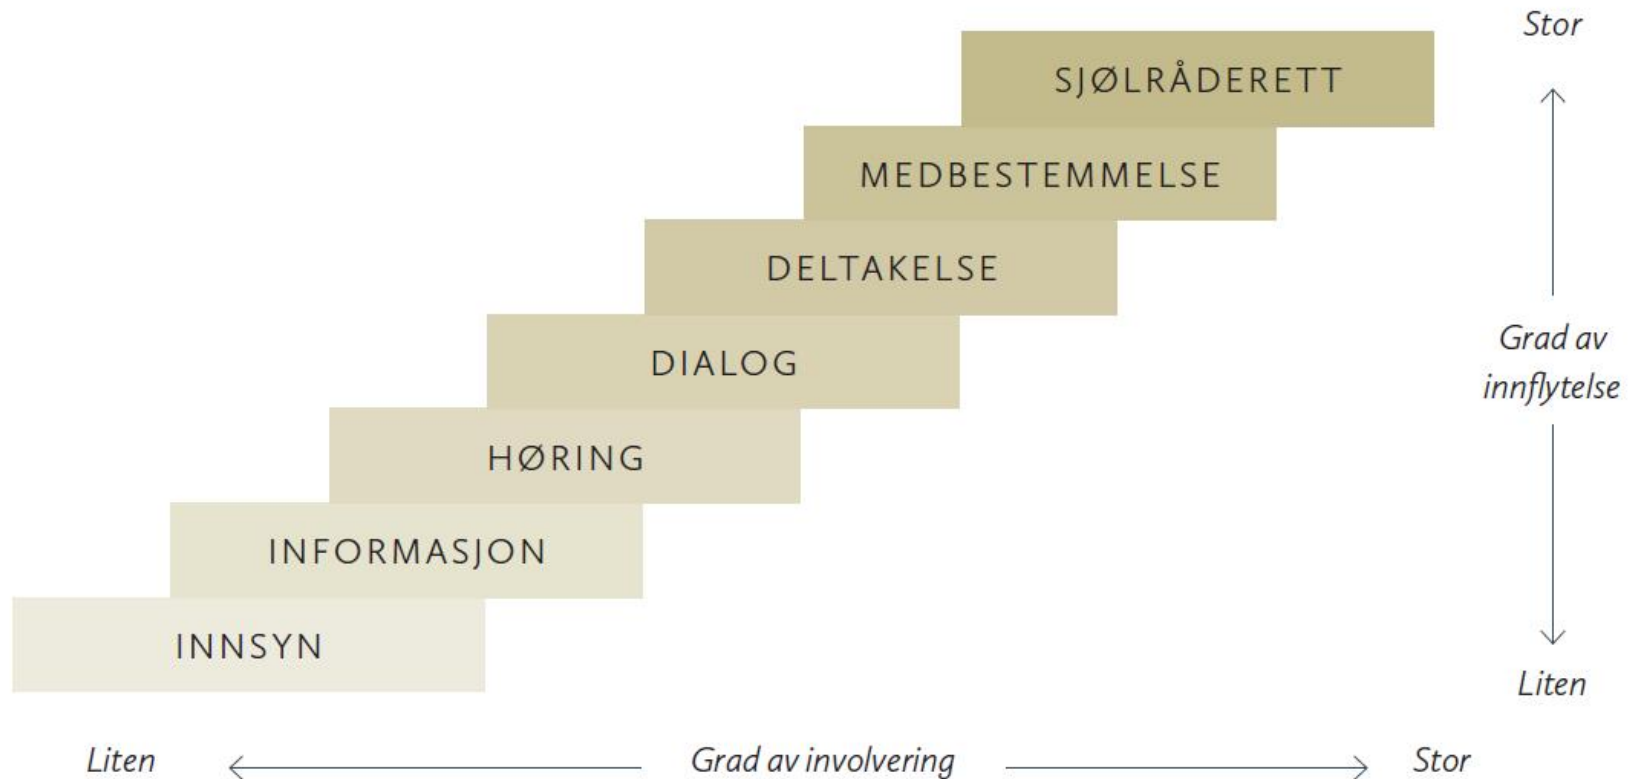 Stor
SJØLRÅDERETT
MEDBESTEMMELSE
DELTAKELSE
Grad av
innflytelse
DIALOG
HØRING
INFORMASJON
INNSYN
Liten
Liten
Grad av involvering
Stor